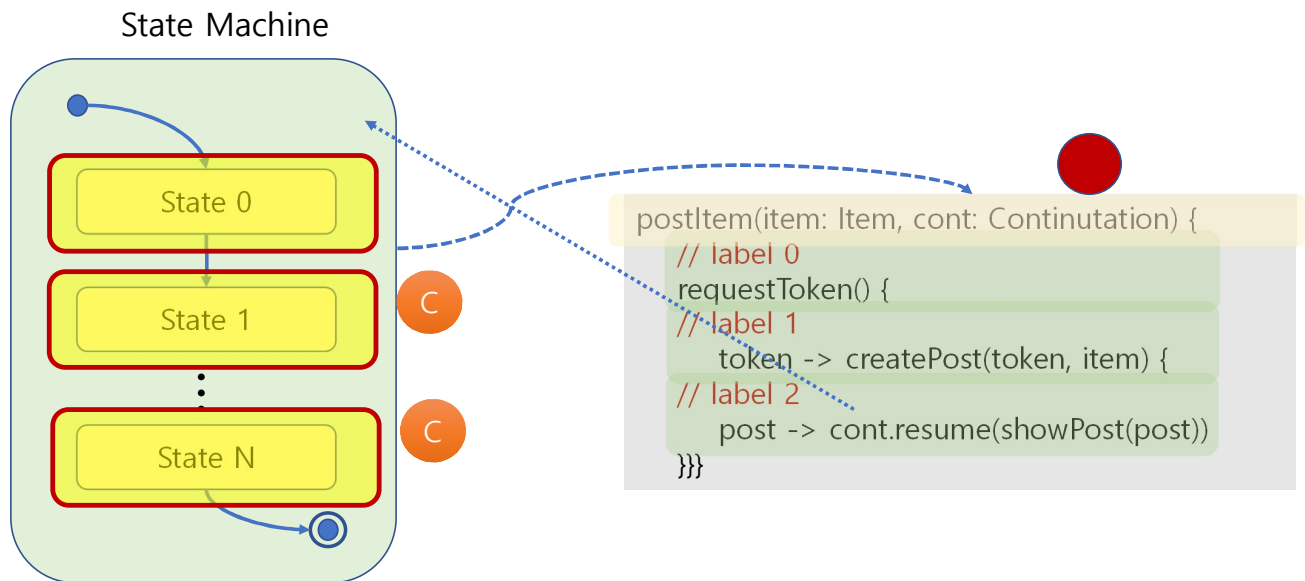 State Machine
State 0
State 1
State N
C
C
postItem(item: Item, cont: Continutation) {
// label 0
requestToken() {
// label 1
token -> createPost(token, item) {
// label 2
post -> cont.resume(showPost(post))
}}}